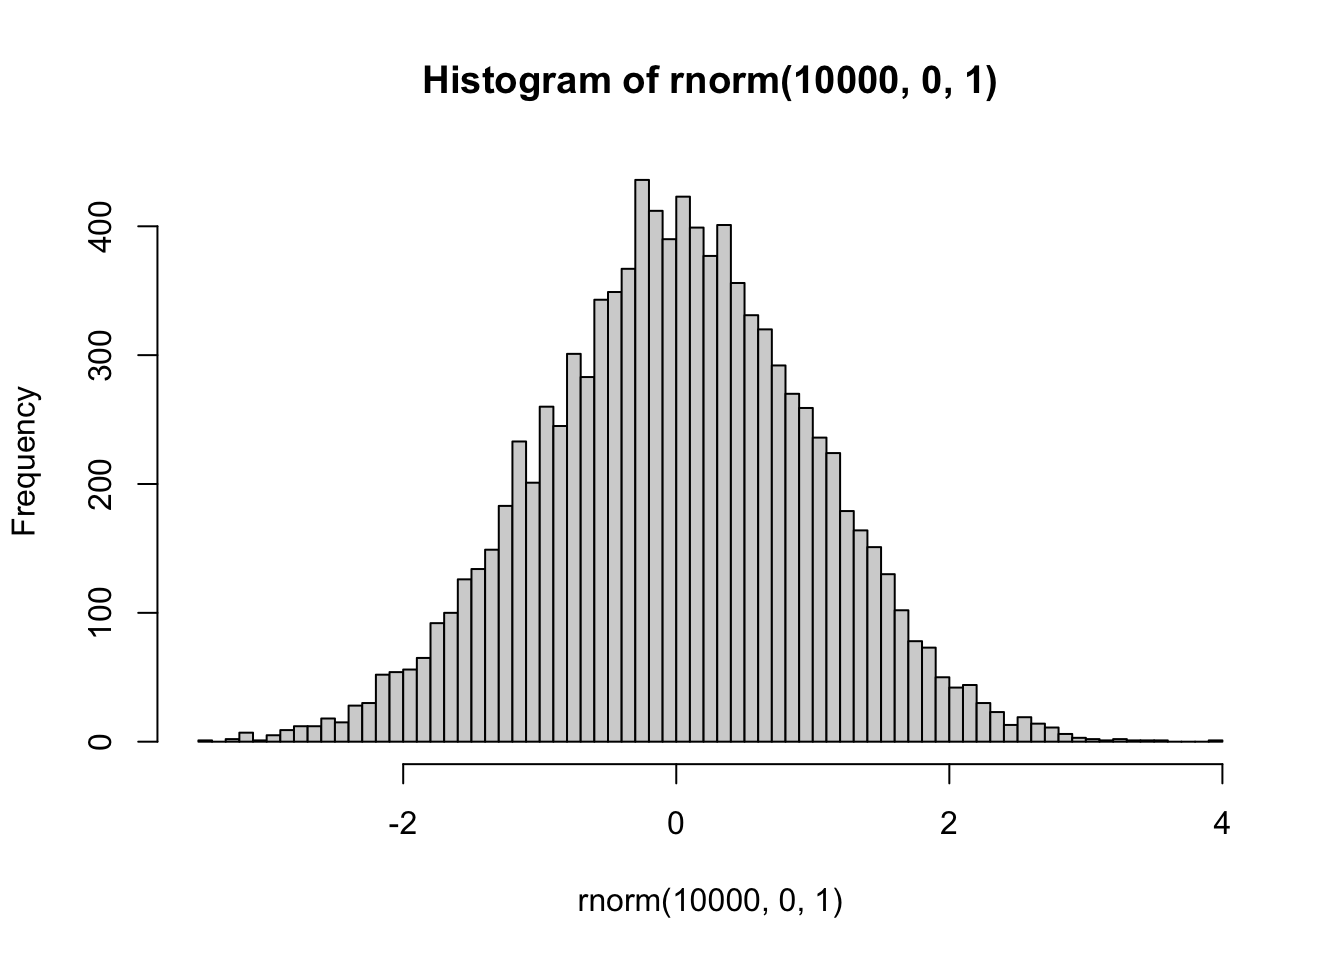 Histogram of rnorm(10000, 0, 1)
Frequency
400
300
200
100
0
-2 0 2 4
rnorm(10000, 0, 1)